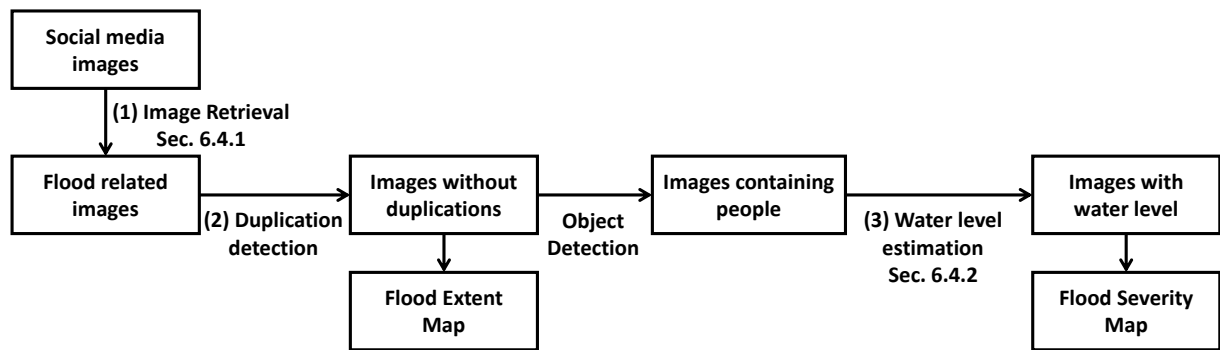 Social media
images
(1) Image Retrieval
Sec. 6.4.1
Flood related
images
(2) Duplication
detection
Images without
duplications
Object
Detection
Images containing
people
(3) Water level
estimation
Sec. 6.4.2
Images with
water level
Flood Extent
Map
Flood Severity
Map